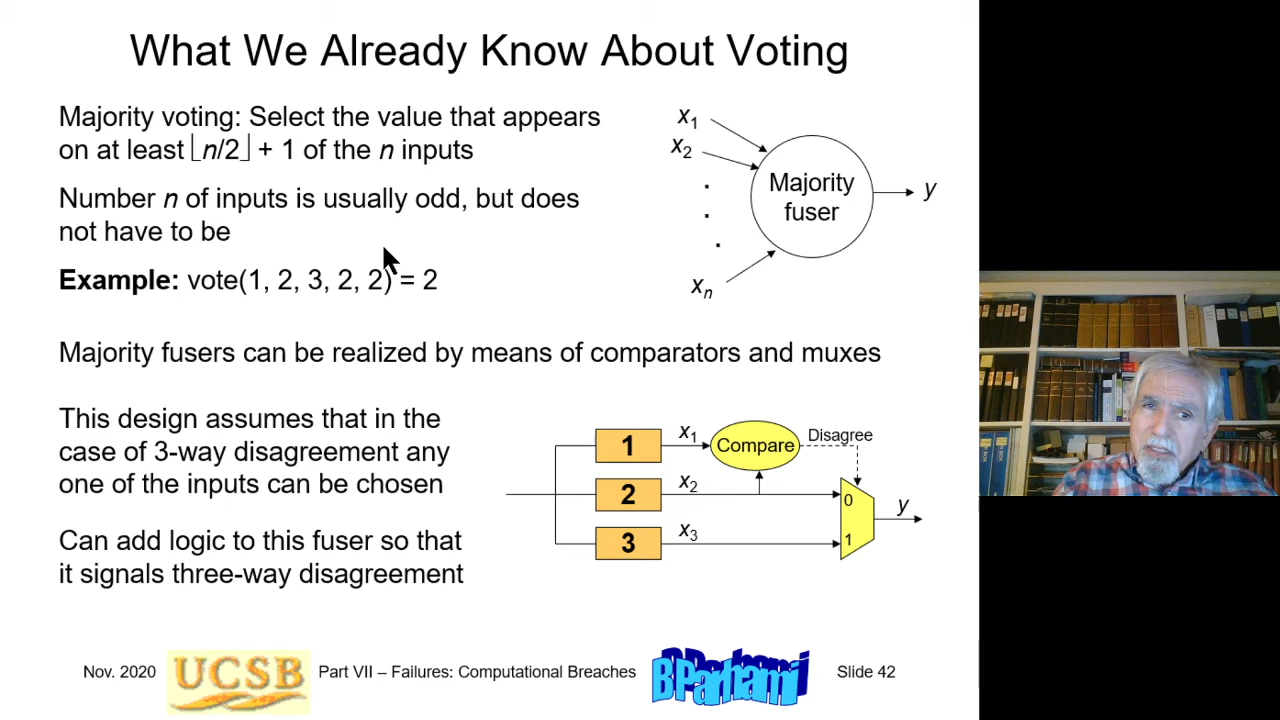 What We Already Know About Voting
Majority voting: Select the value that appears
on at least ⌊n/2⌋ + 1 of the n inputs
Number n of inputs is usually odd, but does
not have to be
Example: vote(1, 2, 3, 2, 2) = 2
x1
x2
.
.
.
xn
Majority
fuser
y
Majority fusers can be realized by means of comparators and muxes
This design assumes that in the
case of 3-way disagreement any
one of the inputs can be chosen
Can add logic to this fuser so that
it signals three-way disagreement
1
x1
Compare
Disagree
2
x2
0
y
3
x3
1
Nov. 2020
UCSB
Part VII – Failures: Computational Breaches
B Parhami
Slide 42